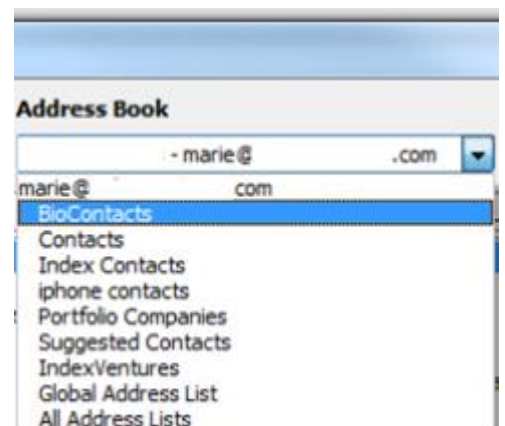 Address Book
- marie@ .com
marie@ com
BioContacts
Contacts
Index Contacts
iphone contacts
Portfolio Companies
Suggested Contacts
IndexVentures
Global Address List
All Address Lists